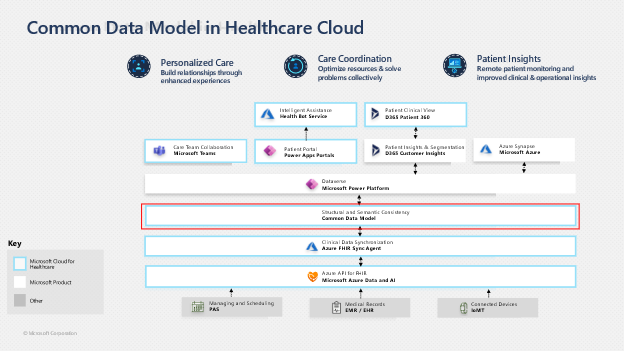 Common Data Model in Healthcare Cloud
Personalized Care
Build relationships through
enhanced experiences
Care Coordination
Optimize resources & solve
problems collectively
Patient Insights
Remote patient monitoring and
improved clinical & operational insights
Intelligent Assistance
Health Bot Service
Patient Clinical View
D365 Patient 360
Care Team Collaboration
Microsoft Teams
Patient Portal
Power Apps Portals
Patient Insights & Segmentation
D365 Customer Insights
Azure Synapse
Microsoft Azure
Dataverse
Microsoft Power Platform
Structural and Semantic Consistency
Common Data Model
Clinical Data Synchronization
Azure FHIR Sync Agent
Azure API for FHIR
Microsoft Azure Data and AI
Managing and Scheduling
PAS
Medical Records
EMR / EHR
Connected Devices
IoMT
Key
Microsoft Cloud for
Healthcare
Microsoft Product
Other
© Microsoft Corporation